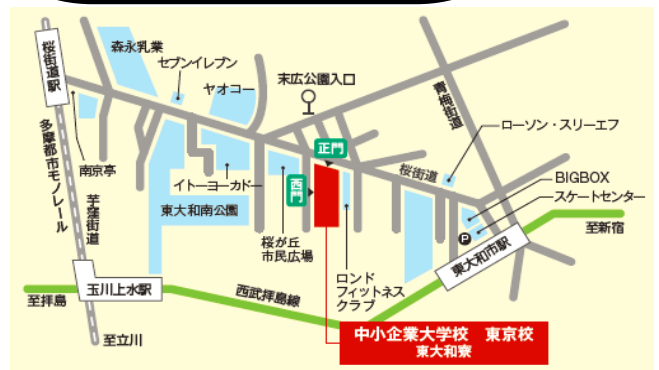 桜街道駅
森永乳業
セブンイレブン
ヤオコー
末広公園入口
青梅街道
ローソン・スリーエフ
多摩都市モノレール
芋窪街道
南京亭
イトーヨーカドー
東大和南公園
正門
西門
桜街道
BIGBOX
スケートセンター
P
至新宿
桜が丘
市民広場
ロンド
フィットネス
クラブ
東大和市駅
玉川上水駅
至拝島
西武拝島線
至立川
中小企業大学校 東京校
東大和寮